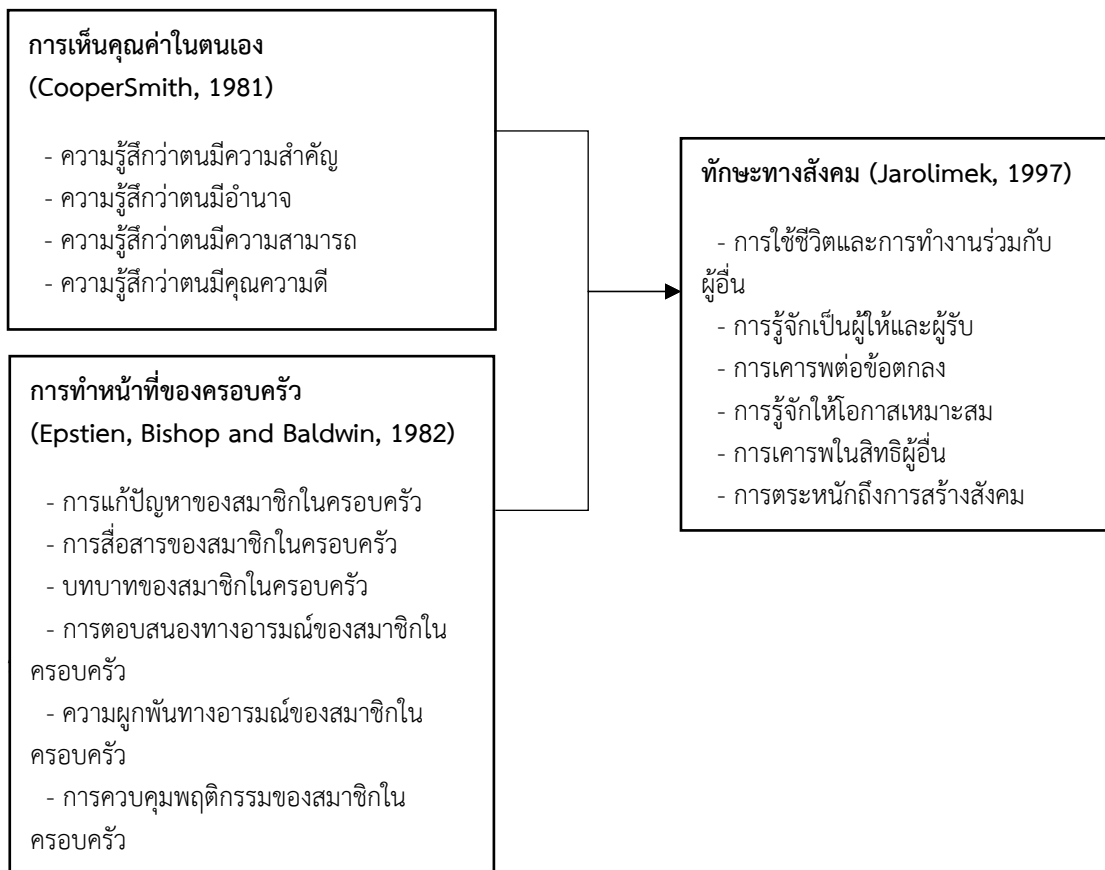 การเห็นคุณค่าในตนเอง
(CooperSmith, 1981)
- ความรู้สึกว่าตนมีความสำคัญ
- ความรู้สึกว่าตนมีอำนาจ
- ความรู้สึกว่าตนมีความสามารถ
- ความรู้สึกว่าตนมีคุณความดี
การทำหน้าที่ของครอบครัว
(Epstien, Bishop and Baldwin, 1982)
- การแก้ปัญหาของสมาชิกในครอบครัว
- การสื่อสารของสมาชิกในครอบครัว
- บทบาทของสมาชิกในครอบครัว
- การตอบสนองทางอารมณ์ของสมาชิกใน
ครอบครัว
- ความผูกพันทางอารมณ์ของสมาชิกใน
ครอบครัว
- การควบคุมพฤติกรรมของสมาชิกใน
ครอบครัว
ทักษะทางสังคม (Jarolimek, 1997)
- การใช้ชีวิตและการทำงานร่วมกับ
ผู้อื่น
- การรู้จักเป็นผู้ให้และผู้รับ
- การเคารพต่อข้อตกลง
- การรู้จักให้โอกาสเหมาะสม
- การเคารพในสิทธิผู้อื่น
- การตระหนักถึงการสร้างสังคม